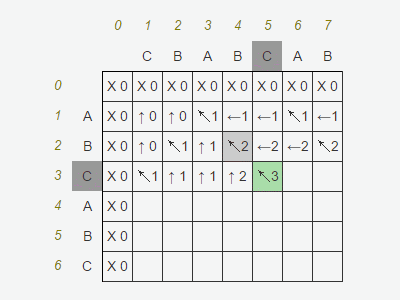 0 1 2 3 4 5 6 7
C B A B C A B
0 X 0 X 0 X 0 X 0 X 0 X 0 X 0 X 0
1 A X 0 ↑ 0 ↑ 0 ↖1 ←1 ←1 ↖1 ←1
2 B X 0 ↑ 0 ↖1 ↑ 1 ↖2 ←2 ←2 ↖2
3 C X 0 ↖1 ↑ 1 ↑ 1 ↑ 2 ↖3
4 A X 0
5 B X 0
6 C X 0